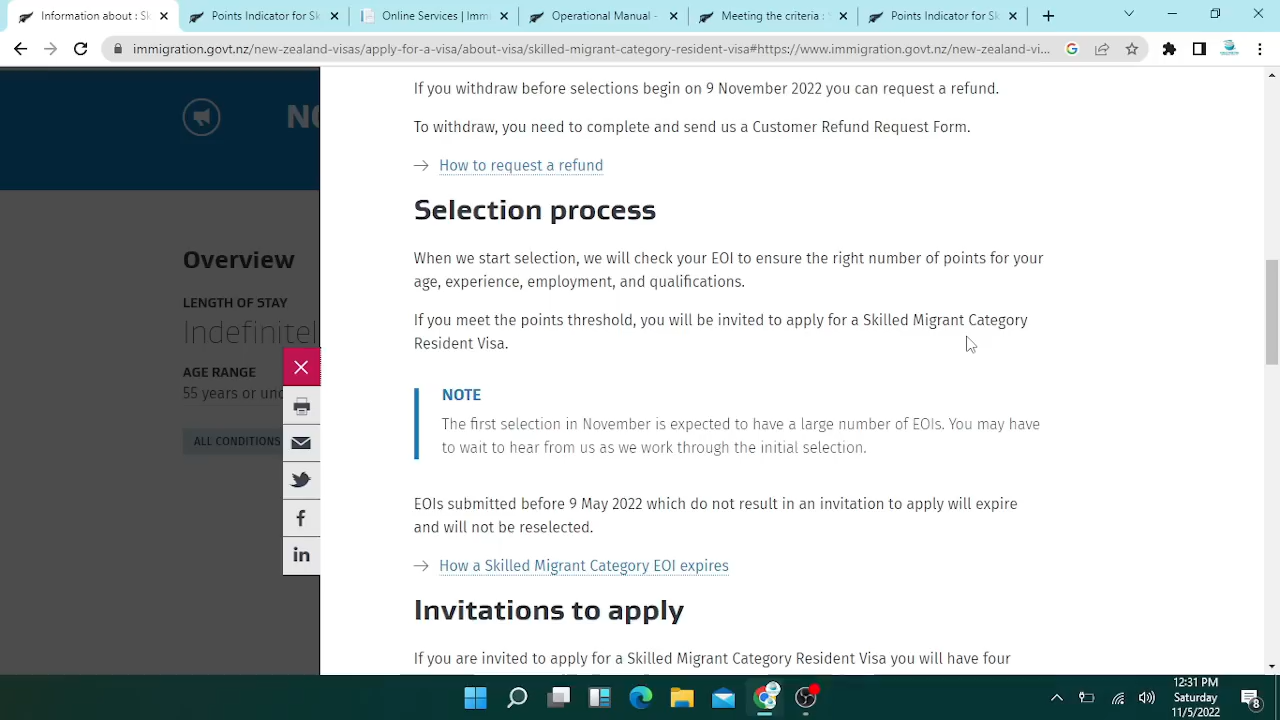 Information about : Sk
Points Indicator for Sk
Online Services | Immi
Operational Manual -
Meeting the criteria :
Points Indicator for Sk
immigration.govt.nz/new-zealand-visas/apply-for-a-visa/about-visa/skilled-migrant-category-resident-visa#https://www.immigration.govt.nz/new-zealand-vi...
If you withdraw before selections begin on 9 November 2022 you can request a refund.
To withdraw, you need to complete and send us a Customer Refund Request Form.
→ How to request a refund
Selection process
When we start selection, we will check your EOI to ensure the right number of points for your
age, experience, employment, and qualifications.
If you meet the points threshold, you will be invited to apply for a Skilled Migrant Category
Resident Visa.
NOTE
The first selection in November is expected to have a large number of EOIs. You may have
to wait to hear from us as we work through the initial selection.
EOIs submitted before 9 May 2022 which do not result in an invitation to apply will expire
and will not be reselected.
→ How a Skilled Migrant Category EOI expires
Invitations to apply
If you are invited to apply for a Skilled Migrant Category Resident Visa you will have four
NO
Overview
LENGTH OF STAY
Indefinitel
AGE RANGE
55 years or und
ALL CONDITIONS
12:31 PM
Saturday
11/5/2022
8